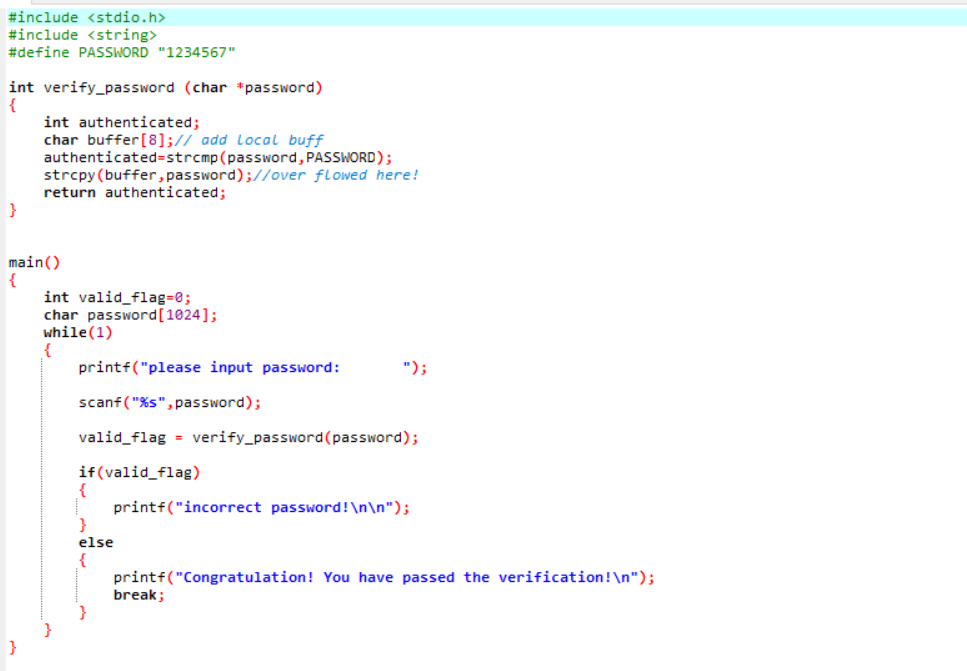 #include <stdio.h>
#include <string>
#define PASSWORD "1234567"
int verify_password (char *password)
{
    int authenticated;
    char buffer[8];// add local buff
    authenticated=strcmp(password,PASSWORD);
    strcpy(buffer,password);//over flowed here!
    return authenticated;
}
main()
{
    int valid_flag=0;
    char password[1024];
    while(1)
    {
        printf("please input password:       ");
        scanf("%s",password);
        valid_flag = verify_password(password);
        if(valid_flag)
        {
            printf("incorrect password!\n\n");
        }
        else
        {
            printf("Congratulation! You have passed the verification!\n");
            break;
        }
    }
}